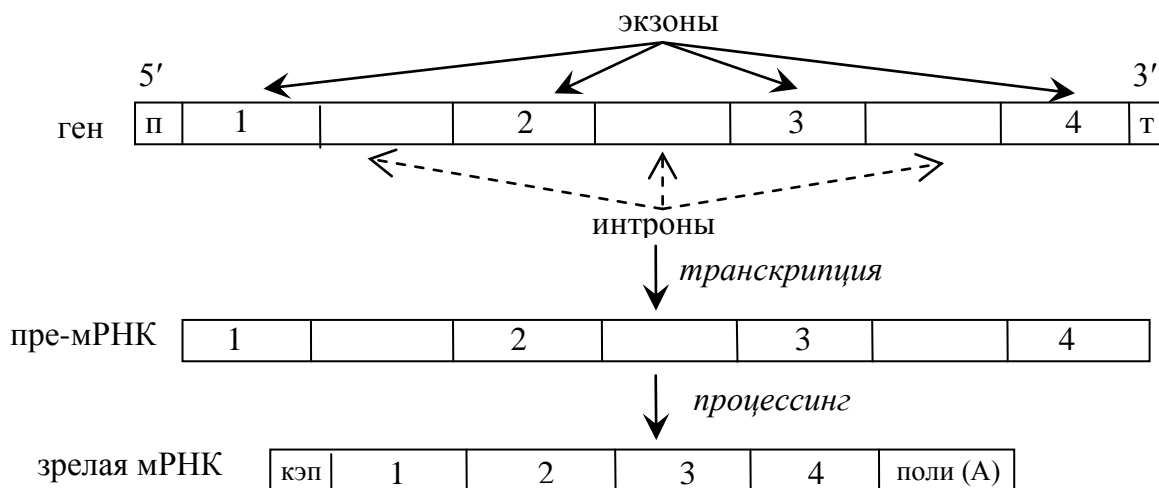 экзоны
5′ 3′
ген п 1 2 3 4 т
интроны
транскрипция
пре-мРНК 1 2 3 4
процессинг
зрелая мРНК кэп 1 2 3 4 поли (А)